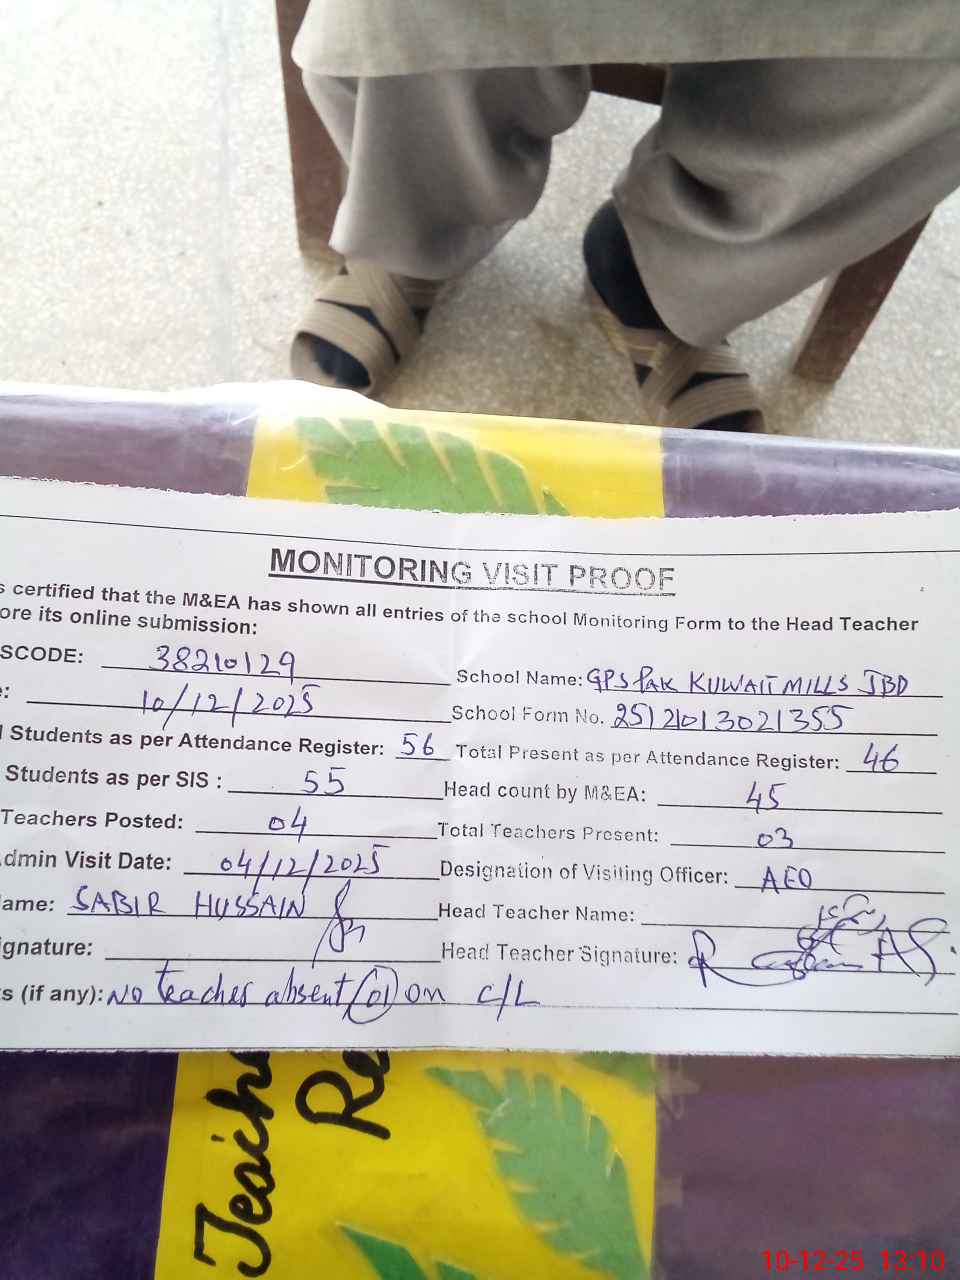 MONITORING VISIT PROOF
s certified that the M&EA has shown all entries of the school Monitoring Form to the Head Teacher
ore its online submission:
SCODE: 38210129 School Name: GPS PAK KUWAIT MILLS JBD
e: 10/12/2025 School Form No. 2512013021355
l Students as per Attendance Register: 56 Total Present as per Attendance Register: 46
Students as per SIS : 55 Head count by M&EA: 45
Teachers Posted: 04 Total Teachers Present: 03
dmin Visit Date: 04/12/2025 Designation of Visiting Officer: AEO
ame: SABIR HUSSAIN Head Teacher Name:
ignature: Head Teacher Signature:
s (if any): No teacher absent (01) on C/L
Teache
Re
10-12-25 13:10